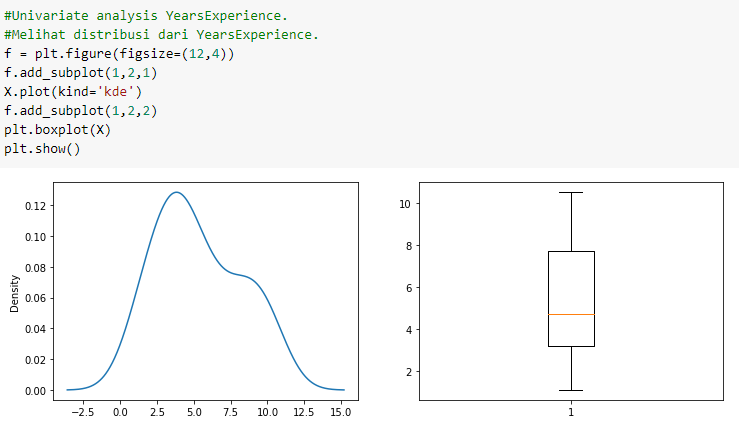 #Univariate analysis YearsExperience.
#Melihat distribusi dari YearsExperience.
f = plt.figure(figsize=(12,4))
f.add_subplot(1,2,1)
X.plot(kind='kde')
f.add_subplot(1,2,2)
plt.boxplot(X)
plt.show()
Density
0.12
0.10
0.08
0.06
0.04
0.02
0.00
−2.5 0.0 2.5 5.0 7.5 10.0 12.5 15.0
10
8
6
4
2
1